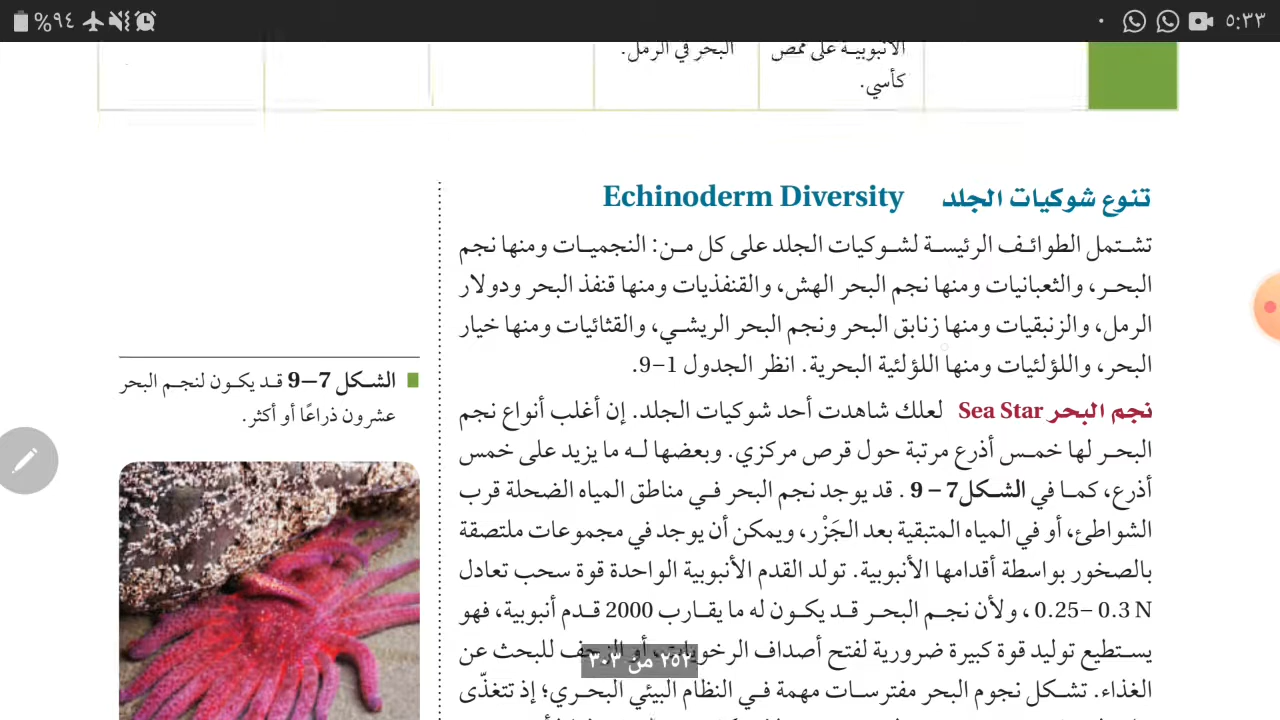 ٪٩٤
٥:٣٣
الأنبوبية على ممص
كأسي.
البحر في الرمل.
تنوع شوكيات الجلد Echinoderm Diversity
تشتمل الطوائف الرئيسة لشوكيات الجلد على كل من: النجميات ومنها نجم
البحر، والثعبانيات ومنها نجم البحر الهش، والقنفذيات ومنها قنفذ البحر ودولار
الرمل، والزنبقيات ومنها زنابق البحر ونجم البحر الريشي، والقثائيات ومنها خيار
البحر، واللؤلئيات ومنها اللؤلئية البحرية. انظر الجدول 1-9.
نجم البحر Sea Star لعلك شاهدت أحد شوكيات الجلد. إن أغلب أنواع نجم
البحر لها خمس أذرع مرتبة حول قرص مركزي. وبعضها له ما يزيد على خمس
أذرع، كما في الشكل 7 – 9 . قد يوجد نجم البحر في مناطق المياه الضحلة قرب
الشواطئ، أو في المياه المتبقية بعد الجَزْر، ويمكن أن يوجد في مجموعات ملتصقة
بالصخور بواسطة أقدامها الأنبوبية. تولد القدم الأنبوبية الواحدة قوة سحب تعادل
0.25– 0.3 N ، ولأن نجم البحر قد يكون له ما يقارب 2000 قدم أنبوبية، فهو
يستطيع توليد قوة كبيرة ضرورية لفتح أصداف الرخويات، أو الزحف للبحث عن
الغذاء. تشكل نجوم البحر مفترسات مهمة في النظام البيئي البحري؛ إذ تتغذّى
الشكل 7–9 قد يكون لنجم البحر
عشرون ذراعًا أو أكثر.
٢٥٢ من ٣٠٣